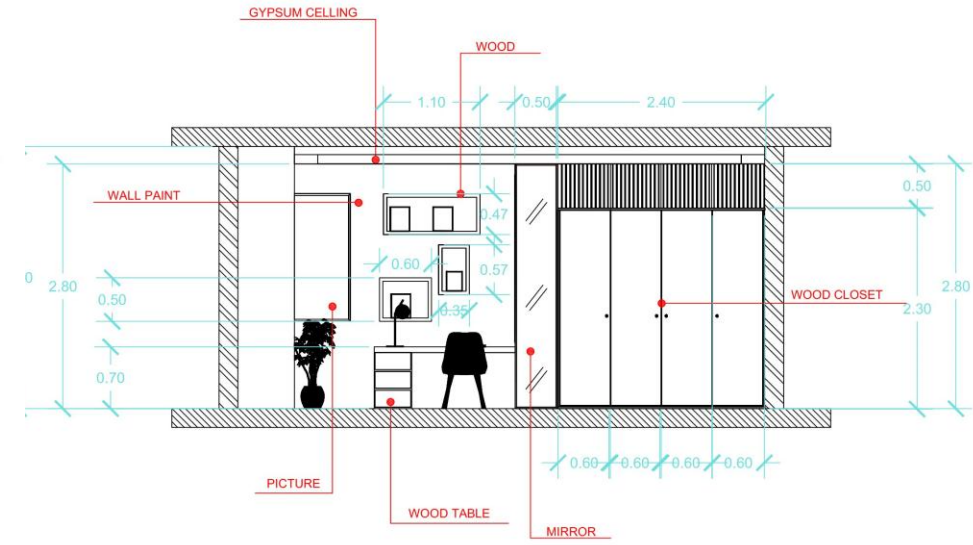 GYPSUM CELLING
WOOD
1.10
0.50
2.40
WALL PAINT
0.50
0.47
0.60
0.57
0
2.80
0.50
0.35
WOOD CLOSET
2.30
2.80
0.70
0.60
0.60
0.60
0.60
PICTURE
WOOD TABLE
MIRROR